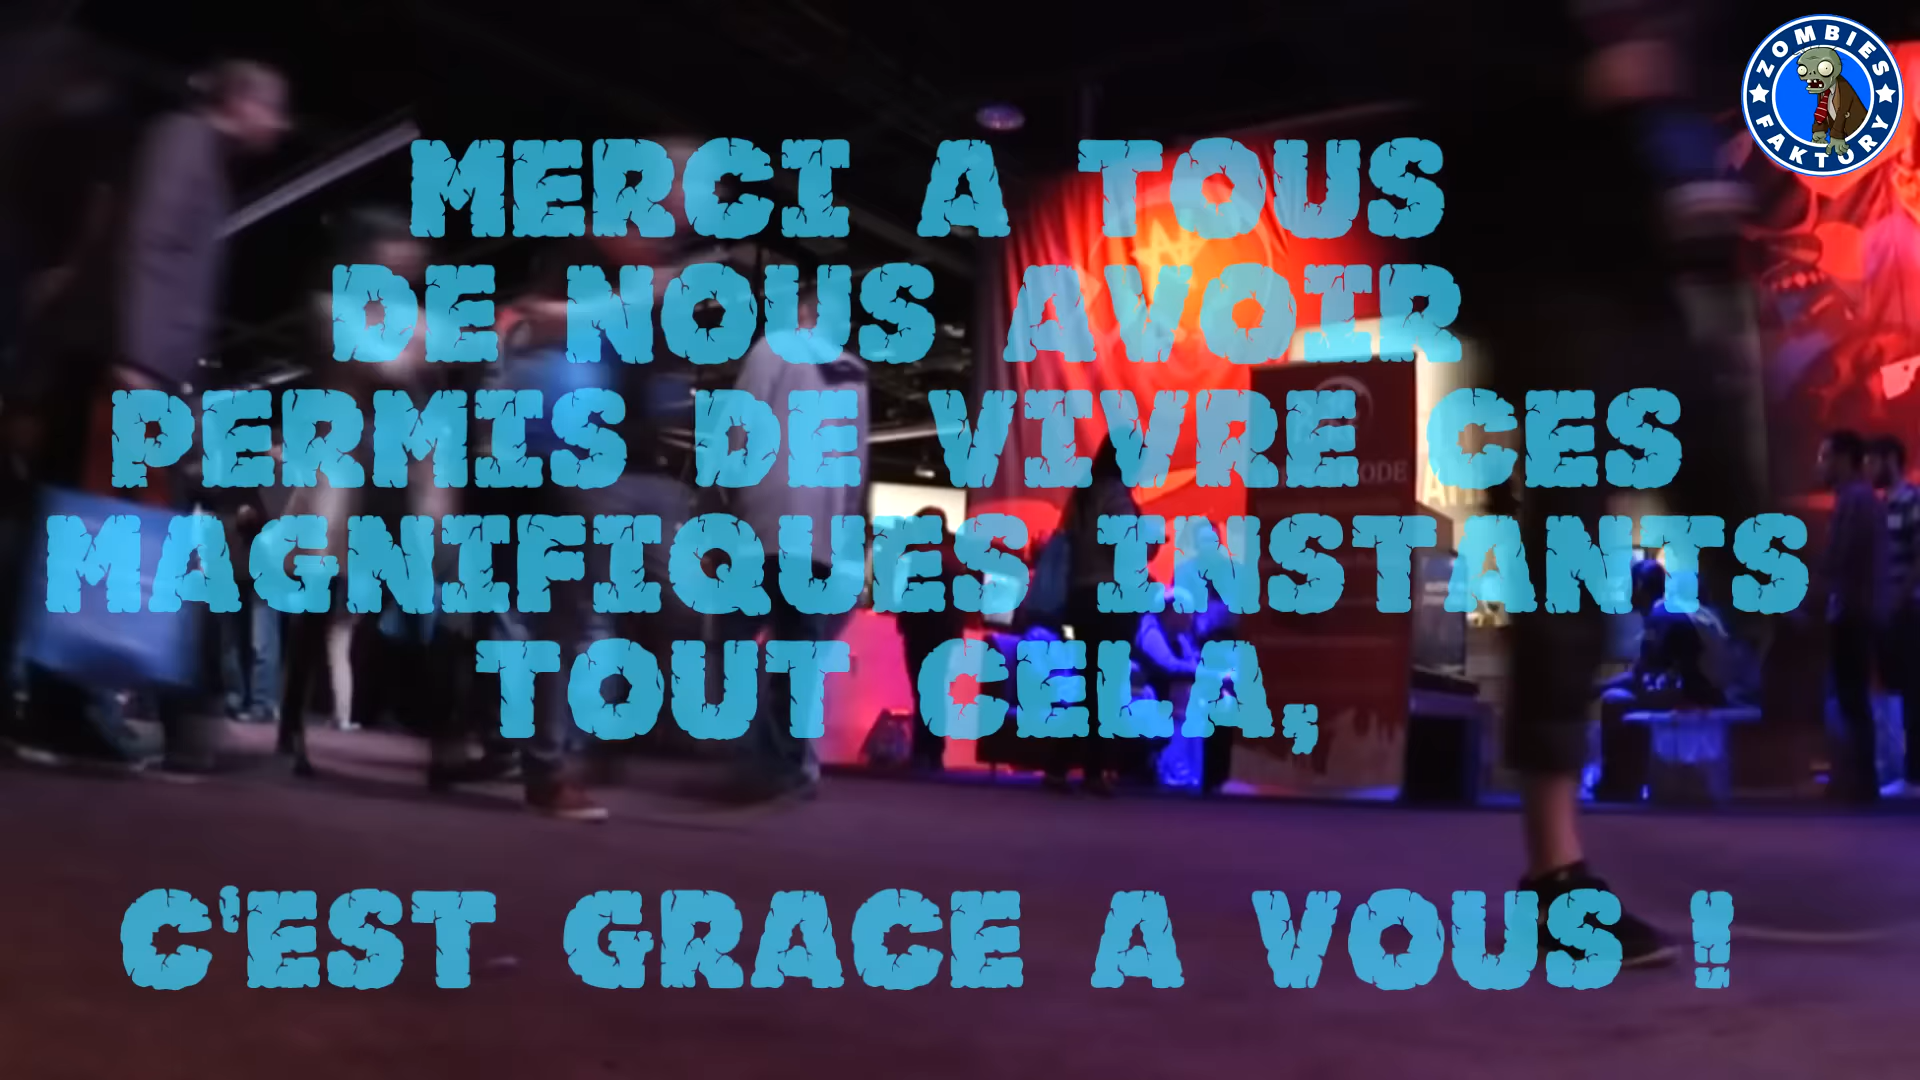 ZOMBIES
FAKTORY
MERCI A TOUS
DE NOUS AVOIR
PERMIS DE VIVRE CES
MAGNIFIQUES INSTANTS
TOUT CELA,
C'EST GRACE A VOUS !